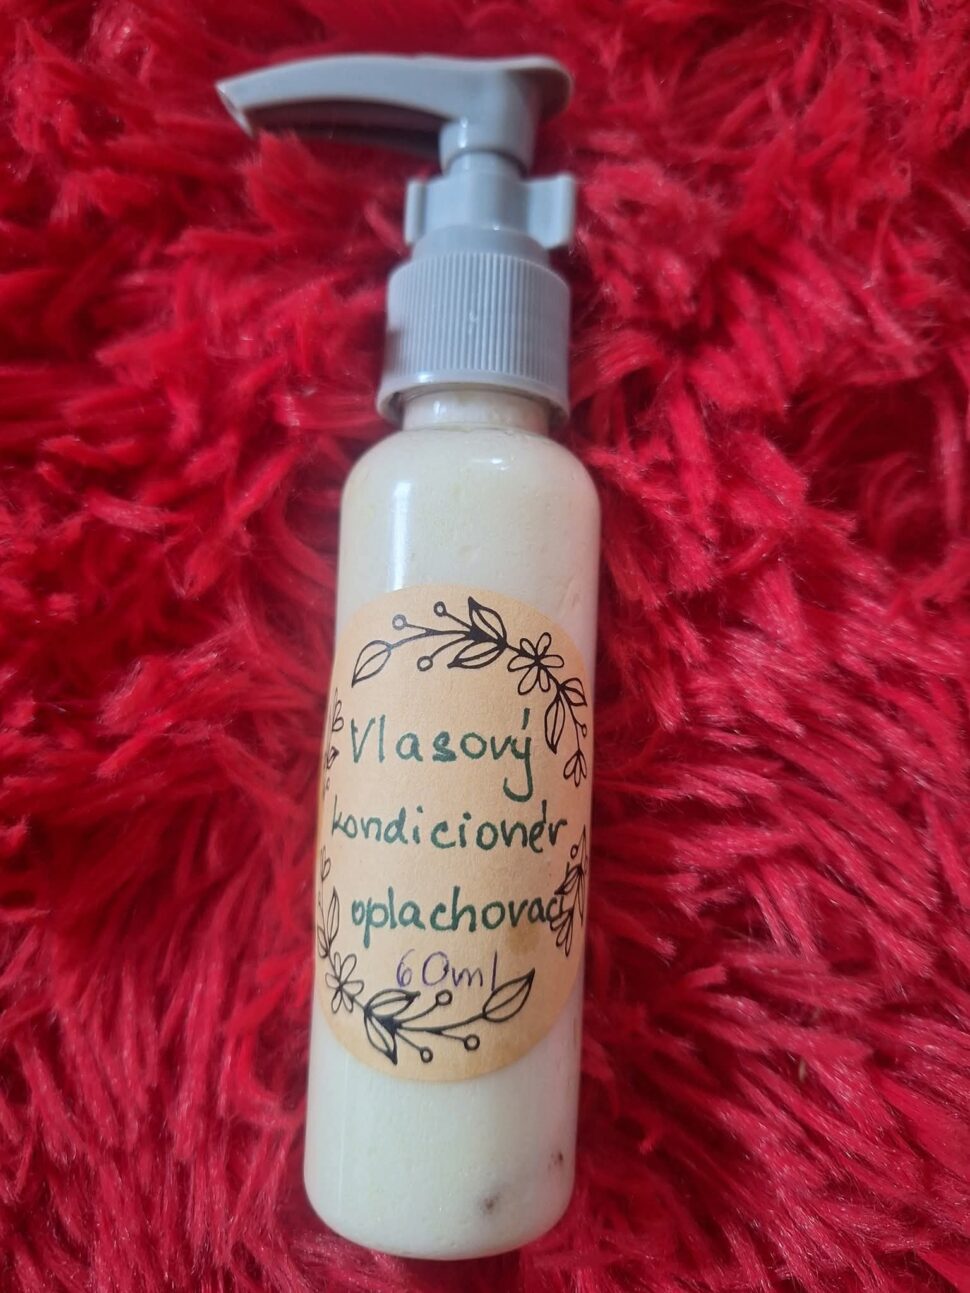 Vlasový
kondicionér
oplachovací
60ml